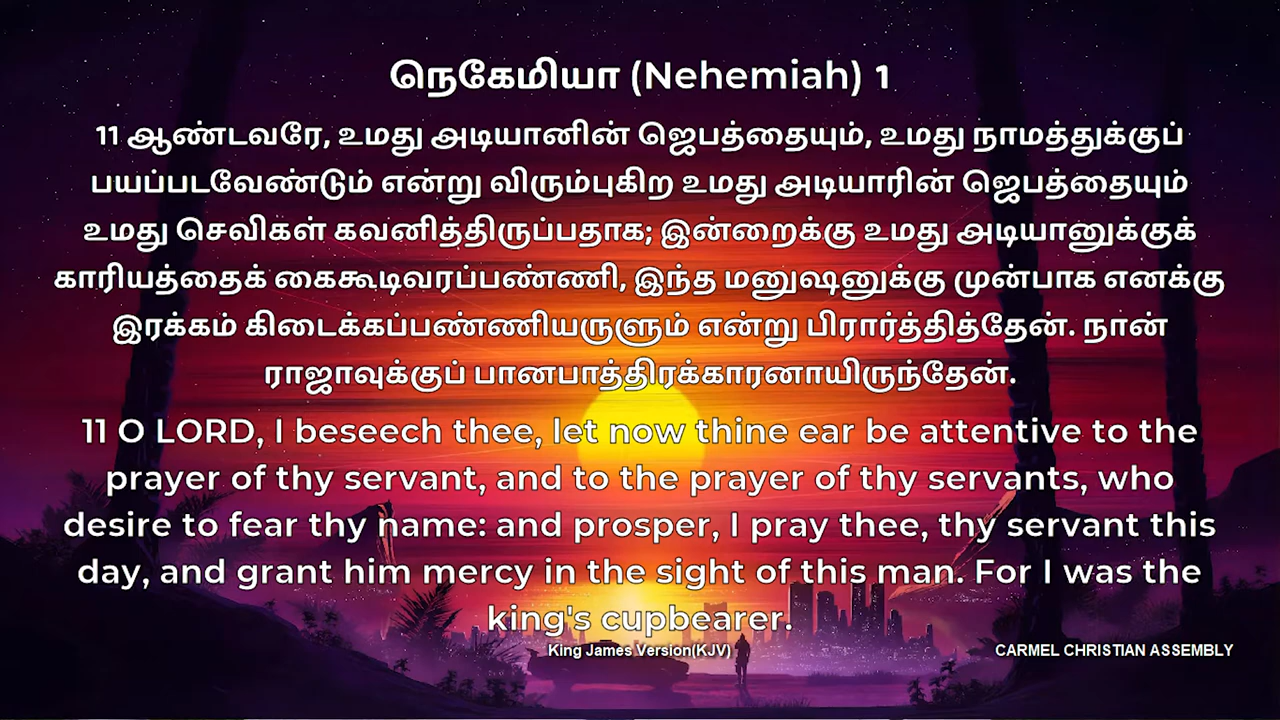 நெகேமியா (Nehemiah) 1
11 ஆண்டவரே, உமது அடியானின் ஜெபத்தையும், உமது நாமத்துக்குப்
பயப்படவேண்டும் என்று விரும்புகிற உமது அடியாரின் ஜெபத்தையும்
உமது செவிகள் கவனித்திருப்பதாக; இன்றைக்கு உமது அடியானுக்குக்
காரியத்தைக் கைகூடிவரப்பண்ணி, இந்த மனுஷனுக்கு முன்பாக எனக்கு
இரக்கம் கிடைக்கப்பண்ணியருளும் என்று பிரார்த்தித்தேன். நான்
ராஜாவுக்குப் பானபாத்திரக்காரனாயிருந்தேன்.
11 O LORD, I beseech thee, let now thine ear be attentive to the
prayer of thy servant, and to the prayer of thy servants, who
desire to fear thy name: and prosper, I pray thee, thy servant this
day, and grant him mercy in the sight of this man. For I was the
king's cupbearer.
King James Version(KJV)
CARMEL CHRISTIAN ASSEMBLY